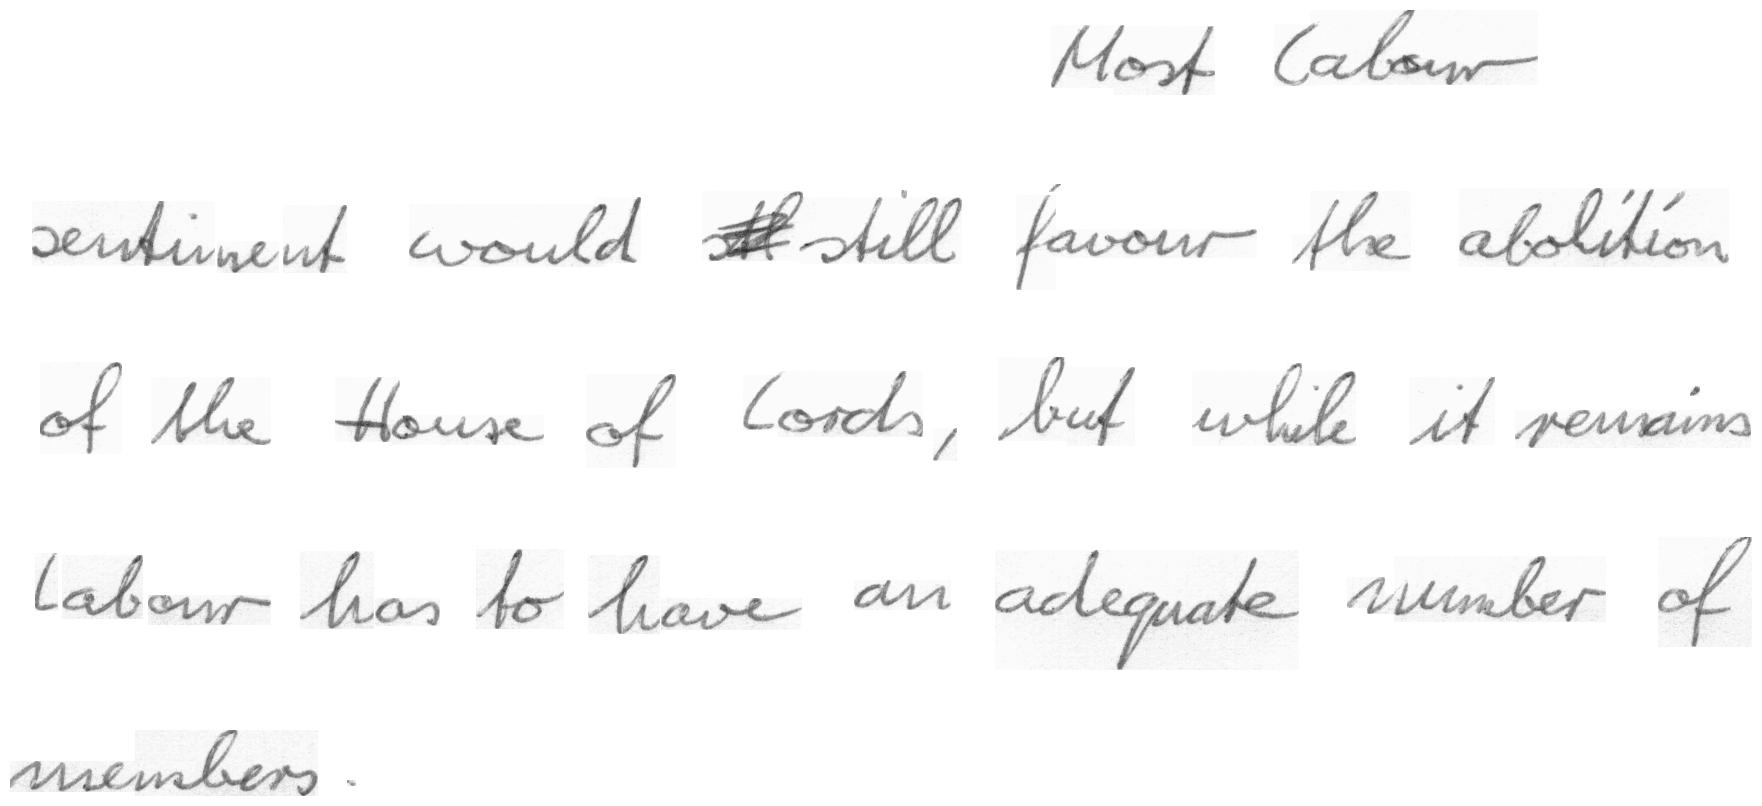 Most Labour
sentiment would still favour the abolition
of the House of Lords, but while it remains
Labour has to have an adequate number of
members.